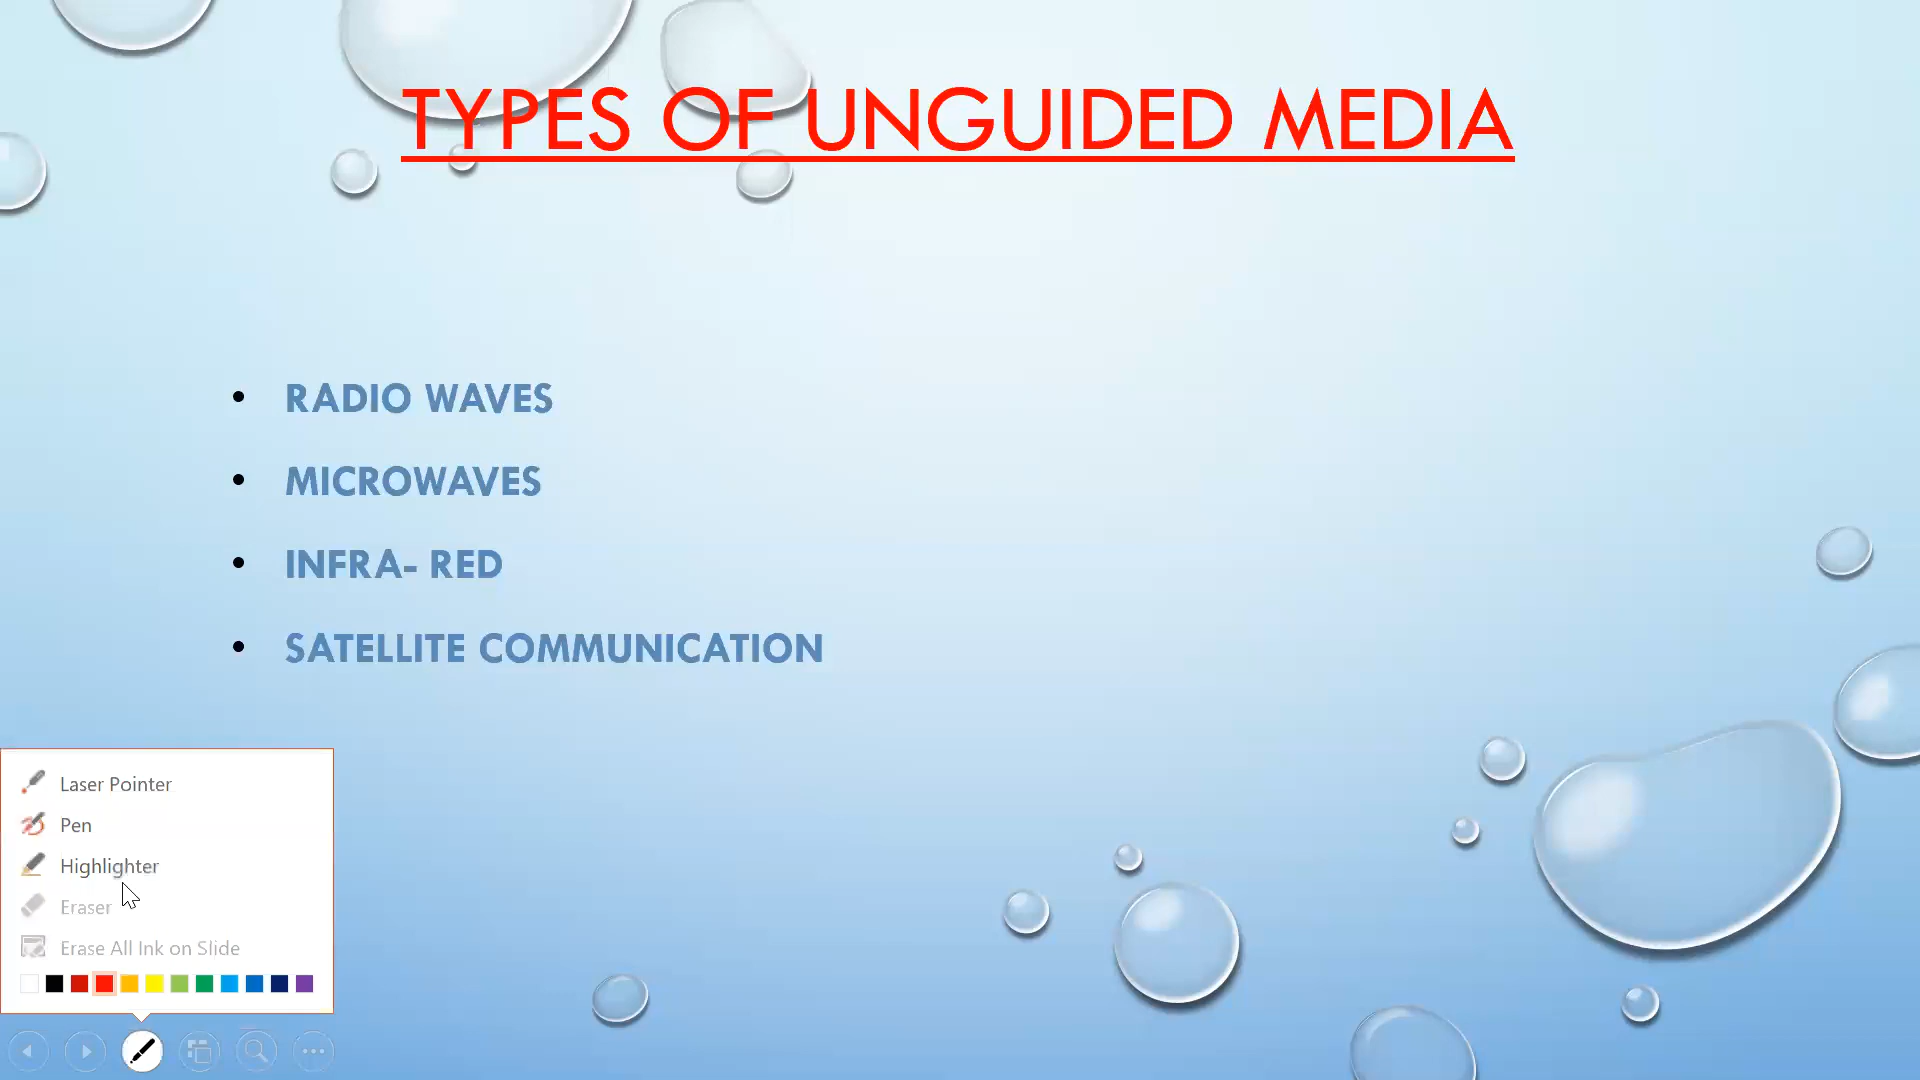 TYPES OF UNGUIDED MEDIA
• RADIO WAVES
• MICROWAVES
• INFRA- RED
• SATELLITE COMMUNICATION
Laser Pointer
Pen
Highlighter
Eraser
Erase All Ink on Slide